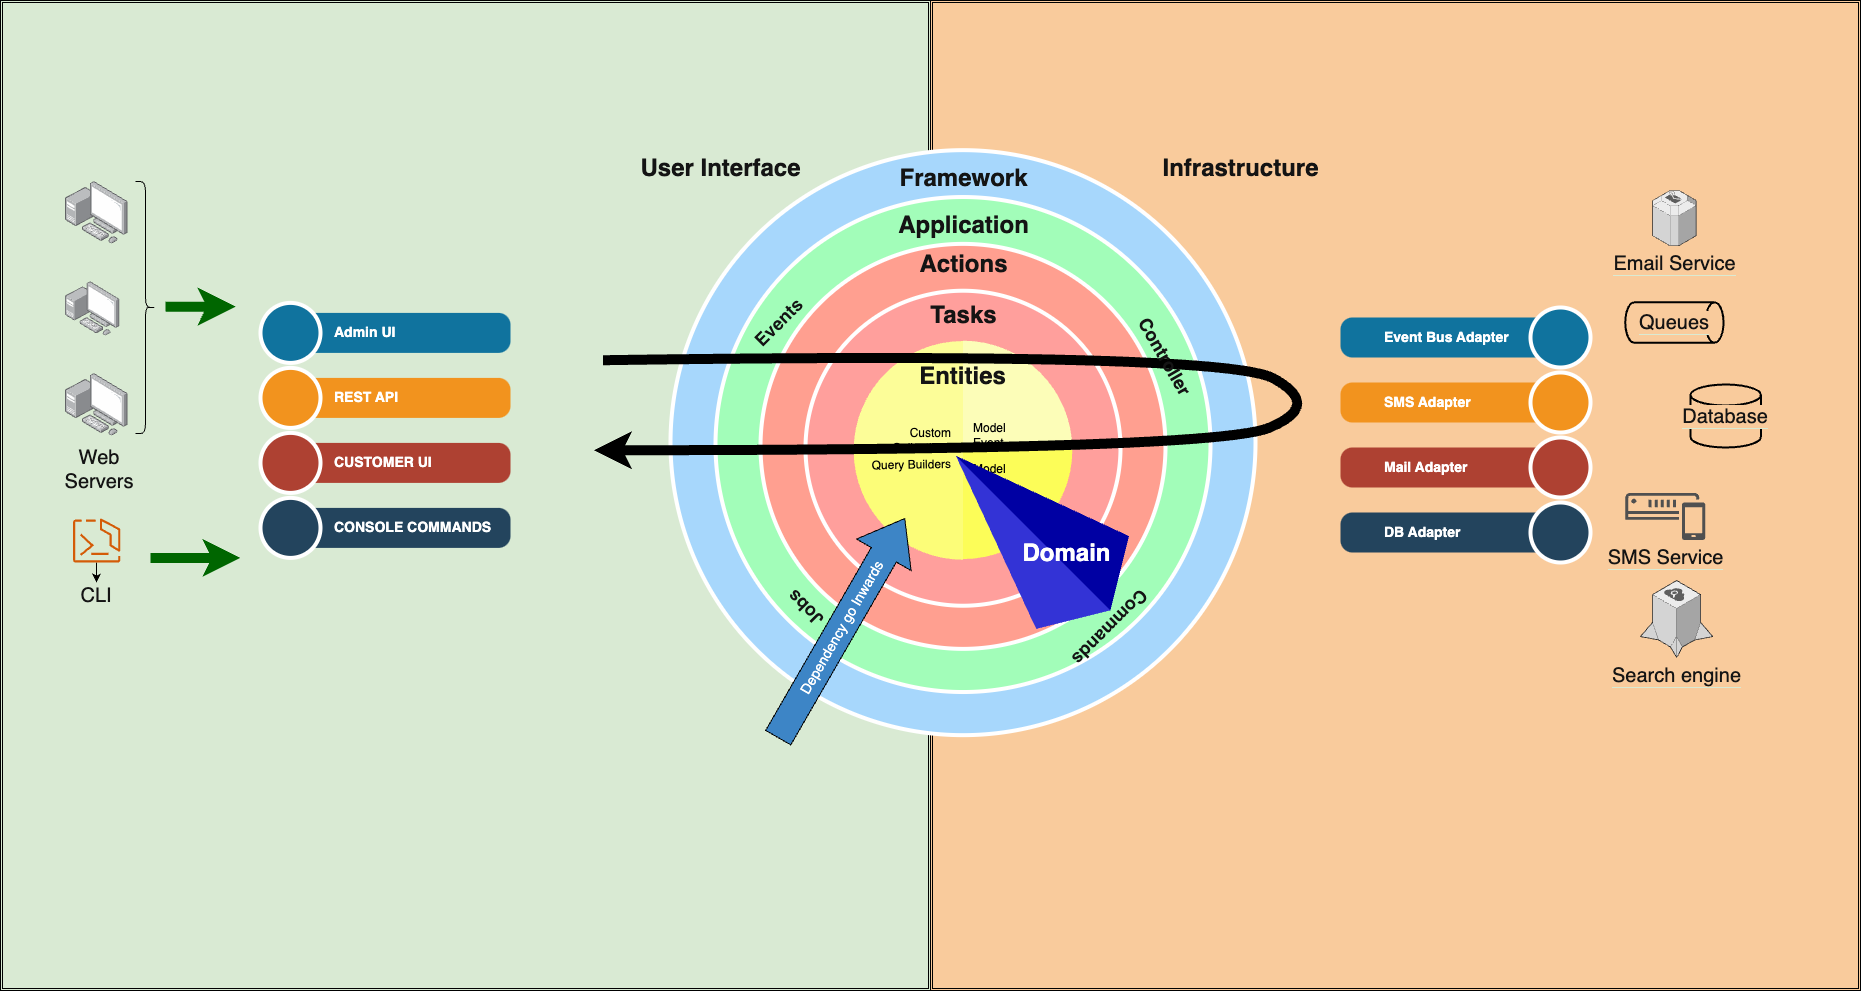 User Interface
Infrastructure
Framework
Application
Actions
Tasks
Entities
Events
Controller
Jobs
Commands
Custom
Query Builders
Model
Event
Model
Domain
Dependency go Inwards
Web
Servers
CLI
Admin UI
REST API
CUSTOMER UI
CONSOLE COMMANDS
Event Bus Adapter
SMS Adapter
Mail Adapter
DB Adapter
Email Service
Queues
Database
SMS Service
Search engine